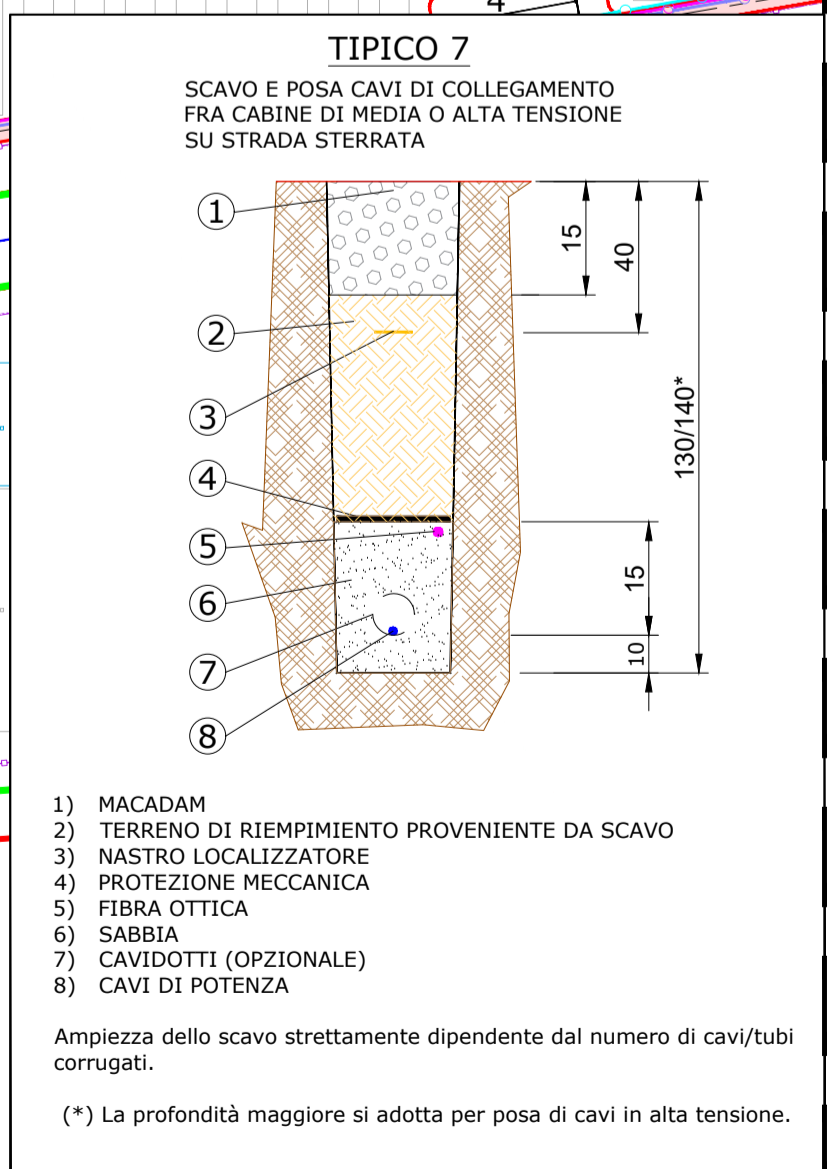 4
TIPICO 7
SCAVO E POSA CAVI DI COLLEGAMENTO
FRA CABINE DI MEDIA O ALTA TENSIONE
SU STRADA STERRATA
1
2
3
4
5
6
7
8
15
40
130/140*
15
10
1) MACADAM
2) TERRENO DI RIEMPIMENTO PROVENIENTE DA SCAVO
3) NASTRO LOCALIZZATORE
4) PROTEZIONE MECCANICA
5) FIBRA OTTICA
6) SABBIA
7) CAVIDOTTI (OPZIONALE)
8) CAVI DI POTENZA
Ampiezza dello scavo strettamente dipendente dal numero di cavi/tubi
corrugati.
(*) La profondità maggiore si adotta per posa di cavi in alta tensione.